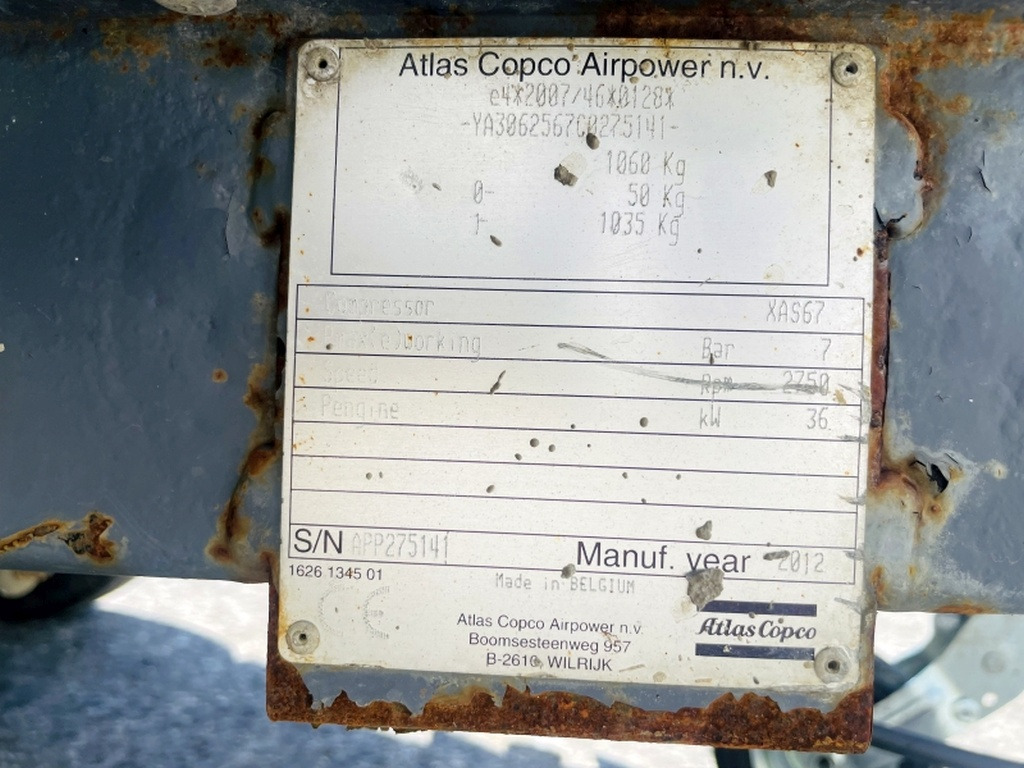 Atlas Copco Airpower n.v.
e4*2007/46*0128*
-YA3062567C0275141-
1060 Kg
0- 50 Kg
1- 1035 Kg
Compressor XAS67
Pmax(e)working Bar 7
Speed Rpm 2750
Pengine kW 36
S/N APP275141 Manuf. year 2012
1626 1345 01
Made in BELGIUM
CE
Atlas Copco Airpower n.v.
Boomsesteenweg 957
B-2610 WILRIJK
Atlas Copco